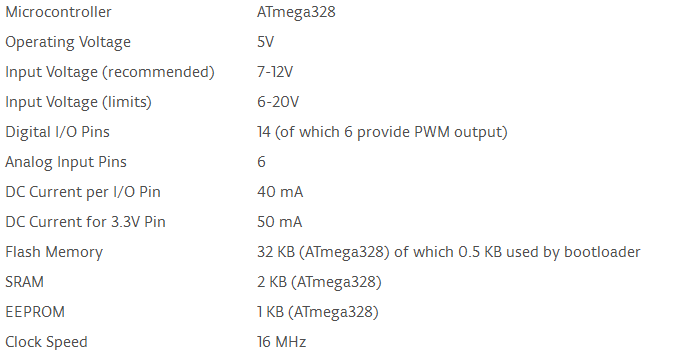 Microcontroller ATmega328
Operating Voltage 5V
Input Voltage (recommended) 7-12V
Input Voltage (limits) 6-20V
Digital I/O Pins 14 (of which 6 provide PWM output)
Analog Input Pins 6
DC Current per I/O Pin 40 mA
DC Current for 3.3V Pin 50 mA
Flash Memory 32 KB (ATmega328) of which 0.5 KB used by bootloader
SRAM 2 KB (ATmega328)
EEPROM 1 KB (ATmega328)
Clock Speed 16 MHz